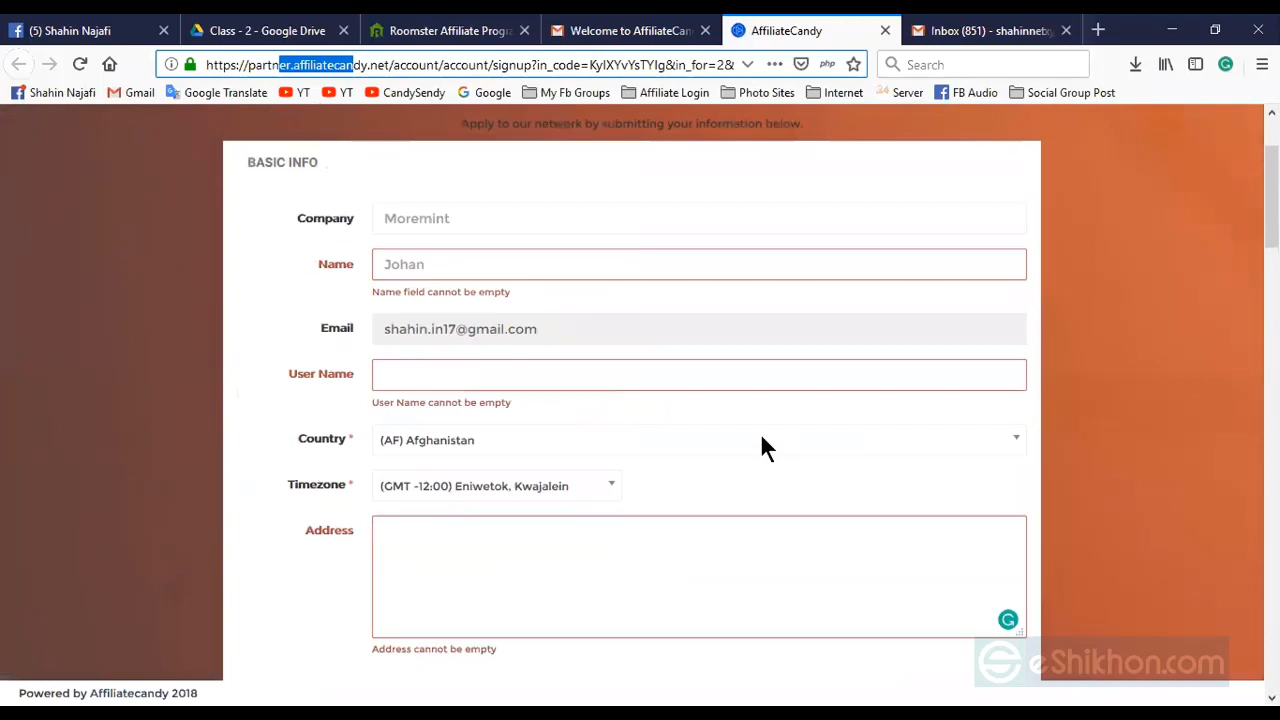 (5) Shahin Najafi
Class - 2 - Google Drive
Roomster Affiliate Progra
Welcome to AffiliateCan
AffiliateCandy
Inbox (851) - shahinnetxy
https://partner.affiliatecandy.net/account/account/signup?in_code=KyIXYvYsTYIg&in_for=2&
php
Search
Shahin Najafi
Gmail
Google Translate
YT
YT
CandySendy
Google
My Fb Groups
Affiliate Login
Photo Sites
Internet
Server
FB Audio
Social Group Post
Apply to our network by submitting your information below.
BASIC INFO
Company
Moremint
Name
Johan
Name field cannot be empty
Email
shahin.in17@gmail.com
User Name
User Name cannot be empty
Country *
(AF) Afghanistan
Timezone *
(GMT -12:00) Eniwetok, Kwajalein
Address
Address cannot be empty
eShikhon.com
Powered by Affiliatecandy 2018